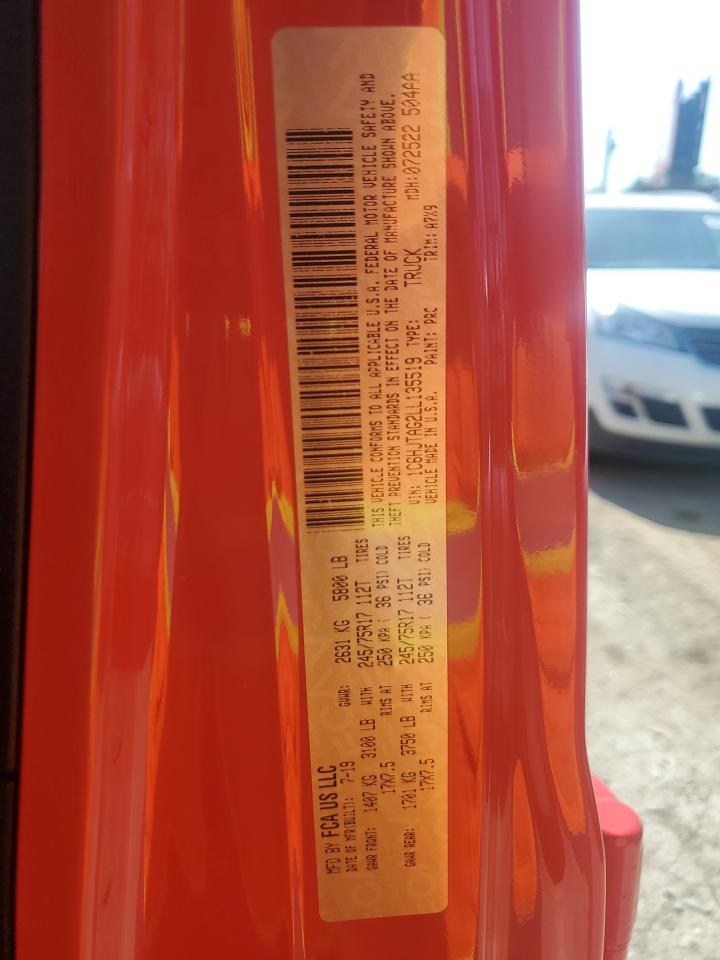 MFD BY FCA US LLC
DATE OF MFR(BUILT): 7-19 GVWR: 2631 KG 5800 LB
GAWR FRONT: 1407 KG 3100 LB WITH 245/75R17 112T TIRES
17X7.5 RIMS AT 250 KPA ( 36 PSI) COLD
GAWR REAR: 1701 KG 3750 LB WITH 245/75R17 112T TIRES
17X7.5 RIMS AT 250 KPA ( 36 PSI) COLD
THIS VEHICLE CONFORMS TO ALL APPLICABLE U.S.A. FEDERAL MOTOR VEHICLE SAFETY AND
THEFT PREVENTION STANDARDS IN EFFECT ON THE DATE OF MANUFACTURE SHOWN ABOVE.
VIN: 1C6HJTAG2LL135519 TYPE: TRUCK MDH:072522 504AA
VEHICLE MADE IN U.S.A. PAINT: PRC TRIM: A7X9